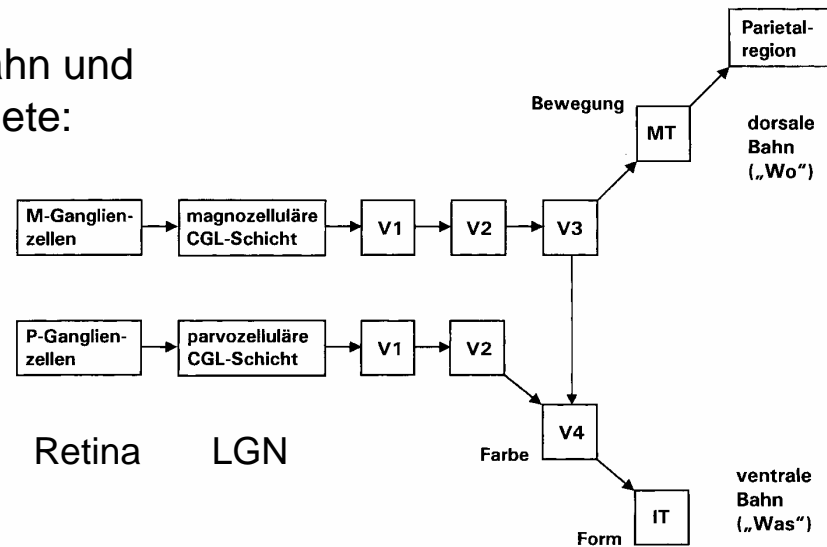 ahn und
ete:
Parietal-
region
Bewegung
MT
dorsale
Bahn
(„Wo“)
M-Ganglien-
zellen
magnozelluläre
CGL-Schicht
V1
V2
V3
P-Ganglien-
zellen
parvozelluläre
CGL-Schicht
V1
V2
V4
Farbe
Retina LGN
IT
Form
ventrale
Bahn
(„Was“)